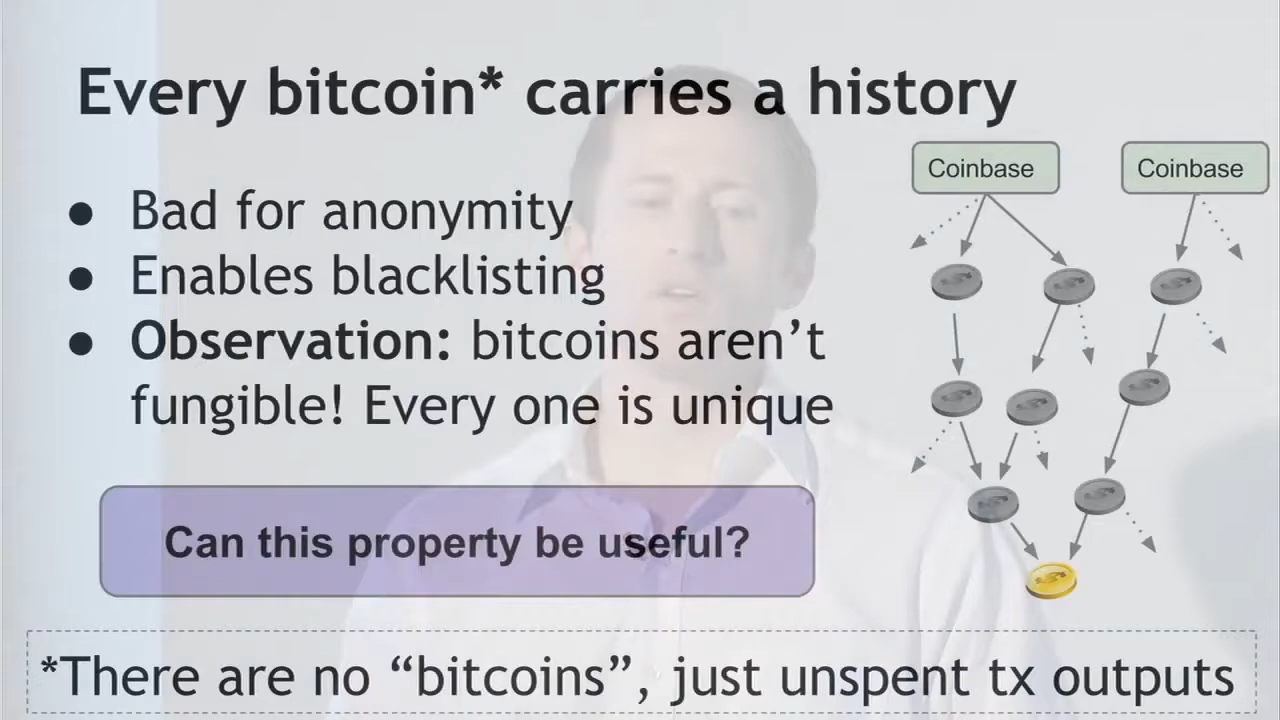 Every bitcoin* carries a history
Coinbase
Coinbase
● Bad for anonymity
● Enables blacklisting
● Observation: bitcoins aren’t
fungible! Every one is unique
Can this property be useful?
*There are no “bitcoins”, just unspent tx outputs